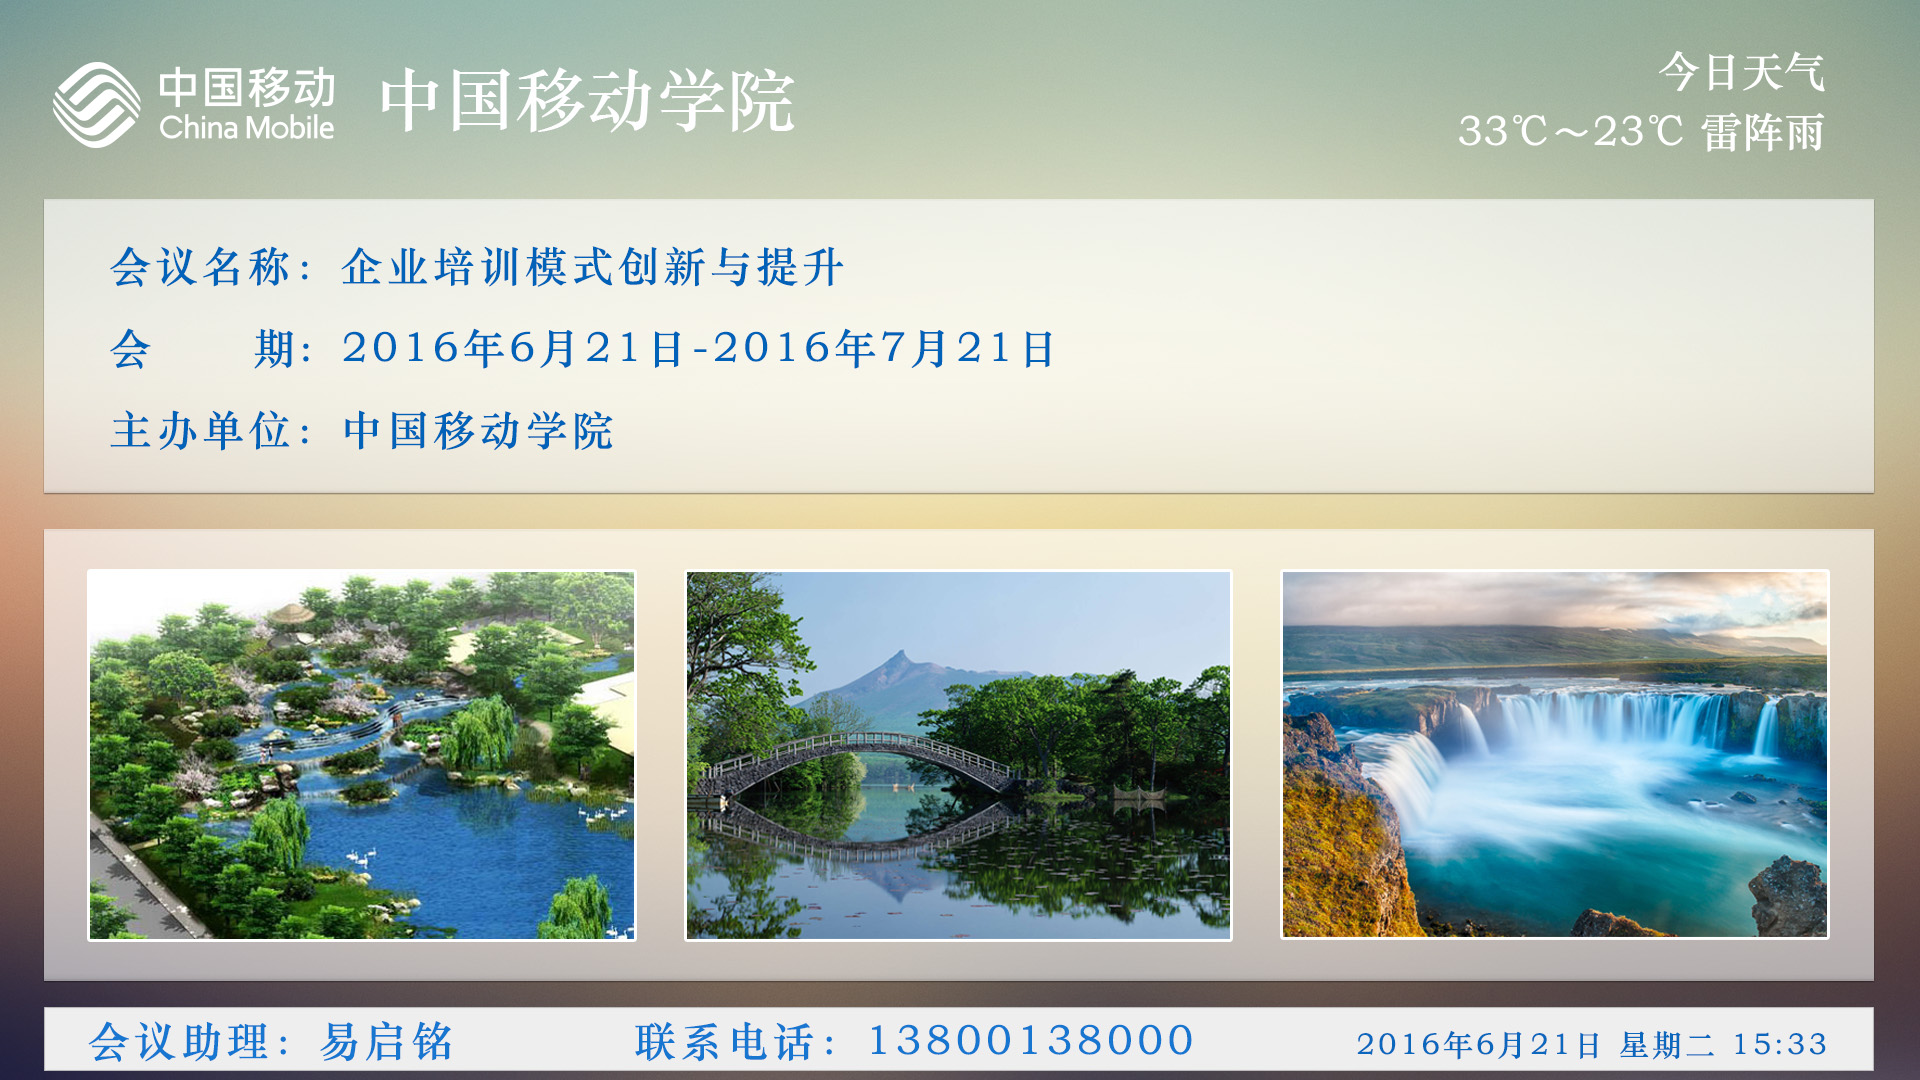 中国移动
China Mobile
中国移动学院
今日天气
33℃～23℃ 雷阵雨
会议名称：企业培训模式创新与提升
会　　期：2016年6月21日-2016年7月21日
主办单位：中国移动学院
会议助理：易启铭
联系电话：13800138000
2016年6月21日 星期二 15:33